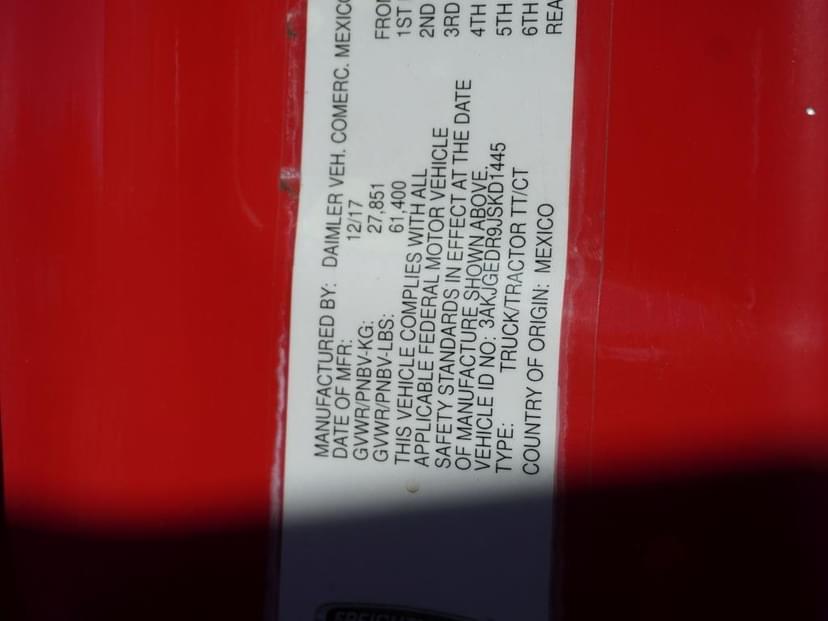 MANUFACTURED BY: DAIMLER VEH. COMERC. MEXICO
DATE OF MFR: 12/17
GVWR/PNBV-KG: 27,851
GVWR/PNBV-LBS: 61,400
THIS VEHICLE COMPLIES WITH ALL
APPLICABLE FEDERAL MOTOR VEHICLE
SAFETY STANDARDS IN EFFECT AT THE DATE
OF MANUFACTURE SHOWN ABOVE.
VEHICLE ID NO: 3AKJGEDR9JSKD1445
TYPE: TRUCK/TRACTOR TT/CT
COUNTRY OF ORIGIN: MEXICO
FRO
1ST
2ND
3RD
4TH
5TH
6TH
REA